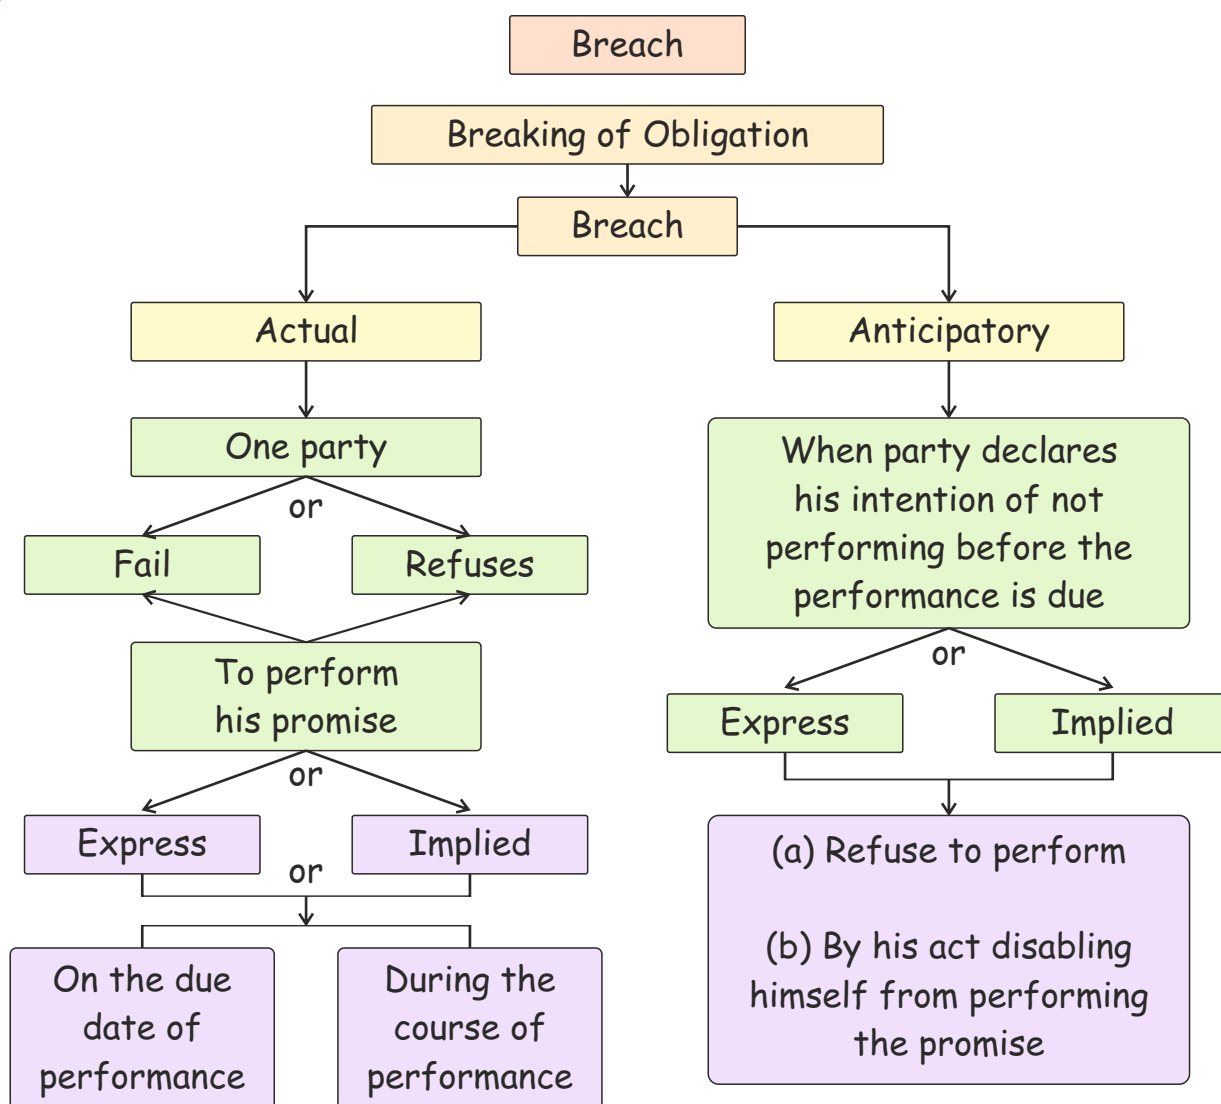 Breach
Breaking of Obligation
Breach
Actual
Anticipatory
One party
or
Fail
Refuses
To perform
his promise
or
Express
Implied
or
On the due
date of
performance
During the
course of
performance
When party declares
his intention of not
performing before the
performance is due
or
Express
Implied
(a) Refuse to perform
(b) By his act disabling
himself from performing
the promise